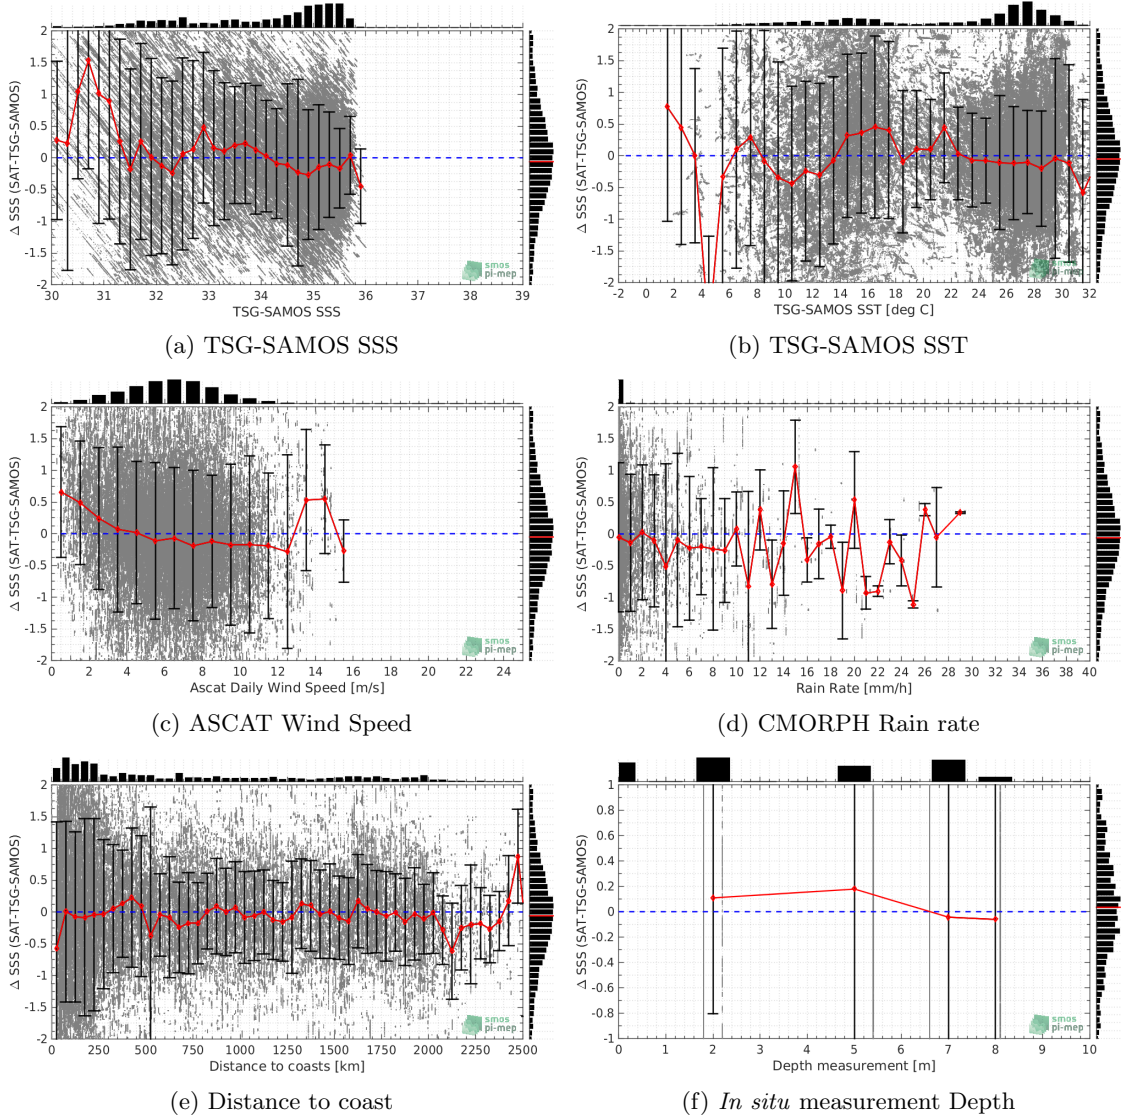 2
1.5
1
0.5
0
-0.5
-1
-1.5
-2
Δ SSS (SAT-TSG-SAMOS)
30 31 32 33 34 35 36 37 38 39
TSG-SAMOS SSS
smos
pi-mep
(a) TSG-SAMOS SSS
2
1.5
1
0.5
0
-0.5
-1
-1.5
-2
Δ SSS (SAT-TSG-SAMOS)
-2 0 2 4 6 8 10 12 14 16 18 20 22 24 26 28 30 32
TSG-SAMOS SST [deg C]
smos
pi-mep
(b) TSG-SAMOS SST
2
1.5
1
0.5
0
-0.5
-1
-1.5
-2
Δ SSS (SAT-TSG-SAMOS)
0 2 4 6 8 10 12 14 16 18 20 22 24
Ascat Daily Wind Speed [m/s]
smos
pi-mep
(c) ASCAT Wind Speed
2
1.5
1
0.5
0
-0.5
-1
-1.5
-2
Δ SSS (SAT-TSG-SAMOS)
0 2 4 6 8 10 12 14 16 18 20 22 24 26 28 30 32 34 36 38 40
Rain Rate [mm/h]
smos
pi-mep
(d) CMORPH Rain rate
2
1.5
1
0.5
0
-0.5
-1
-1.5
-2
Δ SSS (SAT-TSG-SAMOS)
0 250 500 750 1000 1250 1500 1750 2000 2250 2500
Distance to coasts [km]
smos
pi-mep
(e) Distance to coast
1
0.8
0.6
0.4
0.2
0
-0.2
-0.4
-0.6
-0.8
-1
Δ SSS (SAT-TSG-SAMOS)
0 1 2 3 4 5 6 7 8 9 10
Depth measurement [m]
smos
pi-mep
(f) In situ measurement Depth